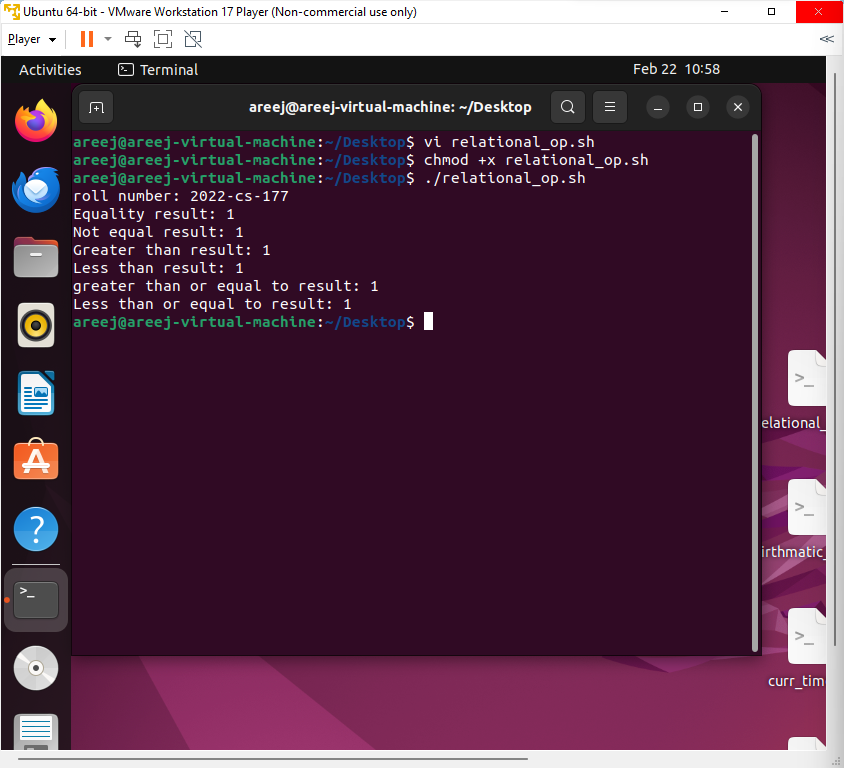 Ubuntu 64-bit - VMware Workstation 17 Player (Non-commercial use only)
Player
Activities
Terminal
Feb 22 10:58
areej@areej-virtual-machine: ~/Desktop
areej@areej-virtual-machine:~/Desktop$ vi relational_op.sh
areej@areej-virtual-machine:~/Desktop$ chmod +x relational_op.sh
areej@areej-virtual-machine:~/Desktop$ ./relational_op.sh
roll number: 2022-cs-177
Equality result: 1
Not equal result: 1
Greater than result: 1
Less than result: 1
greater than or equal to result: 1
Less than or equal to result: 1
areej@areej-virtual-machine:~/Desktop$
elational_
irthmatic_
curr_tim